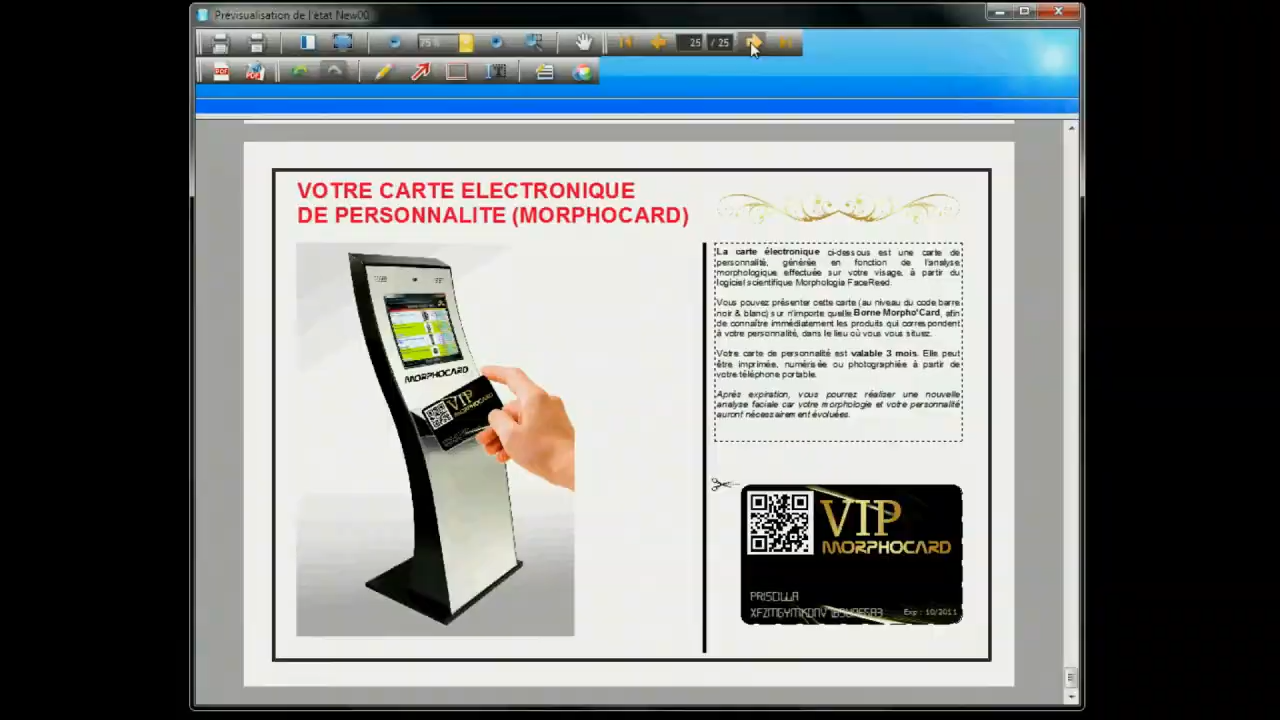 Prévisualisation de l'état New00
75%
25 / 25
VOTRE CARTE ELECTRONIQUE
DE PERSONNALITE (MORPHOCARD)
MORPHOCARD
VIP
MORPHOCARD
La carte électronique ci-dessous est une carte de
personnalité, générée en fonction de l'analyse
morphologique effectuée sur votre visage, à partir du
logiciel scientifique Morphologia FaceReed.
Vous pouvez présenter cette carte (au niveau du code barre
noir & blanc) sur n'importe quelle Borne Morpho'Card, afin
de connaître immédiatement les produits qui correspondent
à votre personnalité, dans le lieu où vous vous situez.
Votre carte de personnalité est valable 3 mois. Elle peut
être imprimée, numérisée ou photographiée à partir de
votre téléphone portable.
Après expiration, vous pourrez réaliser une nouvelle
analyse faciale car votre morphologie et votre personnalité
auront nécessairement évoluées.
VIP
MORPHOCARD
PRISCILLA
Exp : 10/2011